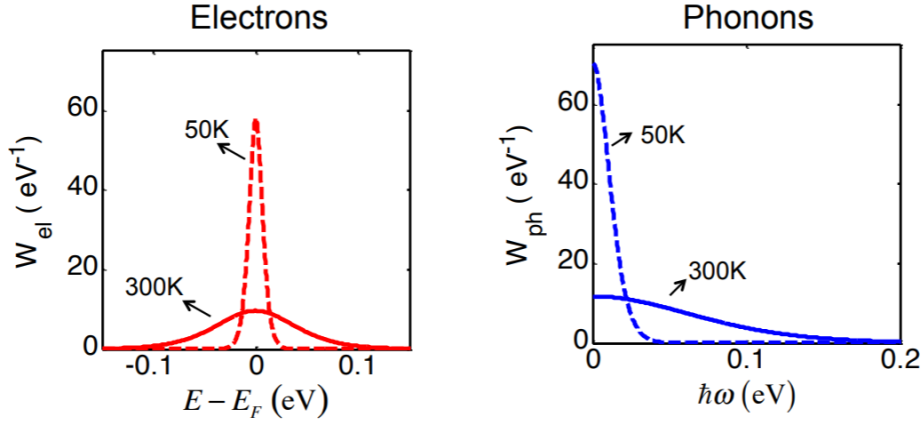 Electrons
W_el ( eV⁻¹)
60
40
20
0
50K
300K
-0.1
0
0.1
E − E_F (eV)
Phonons
W_ph ( eV⁻¹)
60
40
20
0
50K
300K
0
0.1
0.2
ℏω (eV)